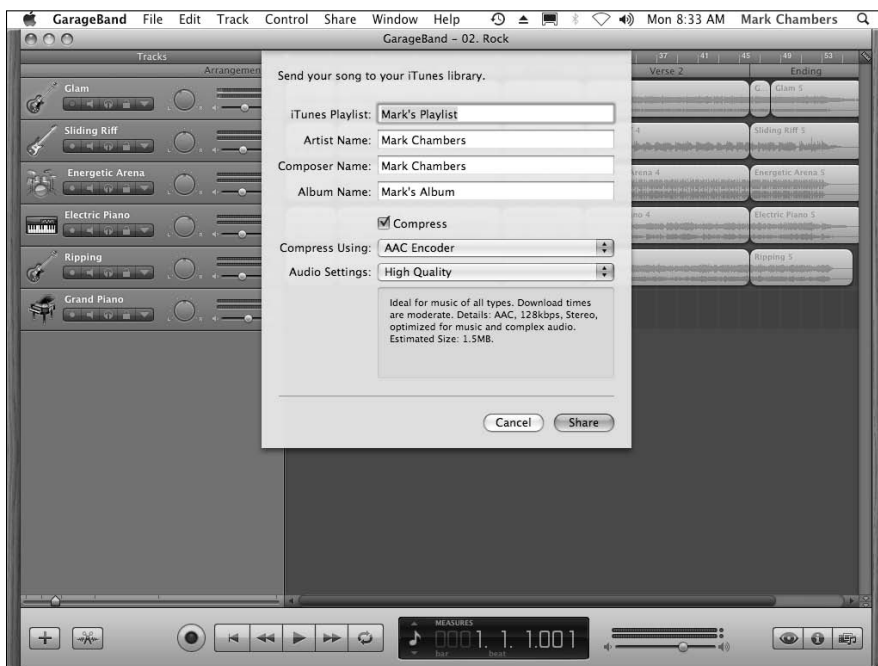 GarageBand File Edit Track Control Share Window Help Mon 8:33 AM Mark Chambers
GarageBand – 02. Rock
Tracks
37 41 45 49 53
Arrangemen Verse 2 Ending
Send your song to your iTunes library.
iTunes Playlist: Mark's Playlist
Artist Name: Mark Chambers
Composer Name: Mark Chambers
Album Name: Mark's Album
Compress
Compress Using: AAC Encoder
Audio Settings: High Quality
Ideal for music of all types. Download times
are moderate. Details: AAC, 128kbps, Stereo,
optimized for music and complex audio.
Estimated Size: 1.5MB.
Cancel Share
Glam G... Glam 5
Sliding Riff 4 Sliding Riff 5
Energetic Arena Arena 4 Energetic Arena 5
Electric Piano no 4 Electric Piano 5
Ripping Ripping 5
Grand Piano
MEASURES
0001. 1. 1.001
bar beat